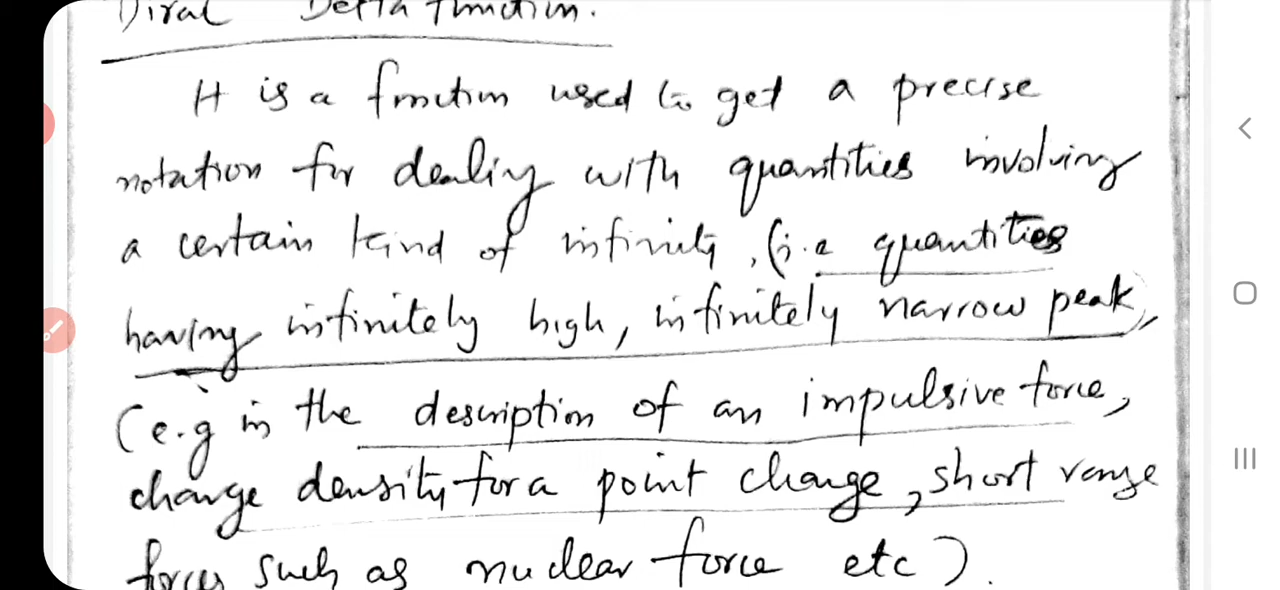 Dirac Delta Function.
It is a function used to get a precise
notation for dealing with quantities involving
a certain kind of infinity, (i.e quantities
having infinitely high, infinitely narrow peak),
(e.g in the description of an impulsive force,
charge density for a point charge, short range
forces such as nuclear force etc).